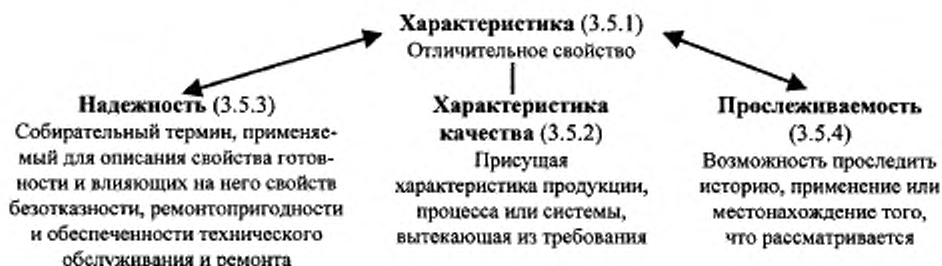 Характеристика (3.5.1)
Отличительное свойство
Надежность (3.5.3)
Собирательный термин, применяе-
мый для описания свойства готов-
ности и влияющих на него свойств
безотказности, ремонтопригодности
и обеспеченности технического
обслуживания и ремонта
Характеристика
качества (3.5.2)
Присущая
характеристика продукции,
процесса или системы,
вытекающая из требования
Прослеживаемость
(3.5.4)
Возможность проследить
историю, применение или
местонахождение того,
что рассматривается